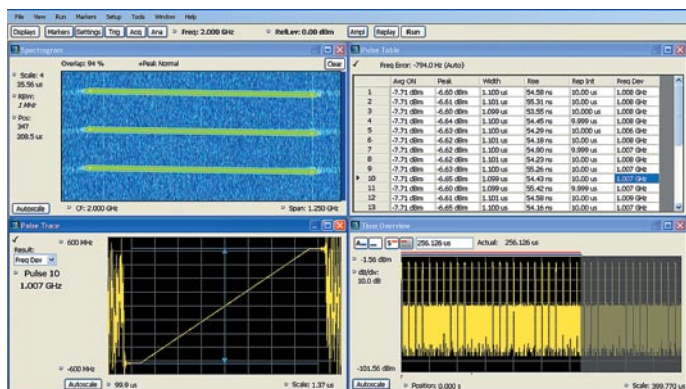 File View Run Markers Setup Tools Window Help
Displays Markers Settings Trig Acq Ana Freq: 2.000 GHz RefLev: 0.00 dBm Ampl Replay Run
Spectrogram
Overlap: 94 % +Peak Normal Clear
Scale: 4
35.56 us
RBW:
3 MHz
Pos:
347
208.5 us
Autoscale CF: 2.000 GHz Span: 1.250 GHz
Pulse Table
Freq Error: -794.0 Hz (Auto)
Avg ON Peak Width Rise Rep Int Freq Dev
1 -7.71 dBm -6.60 dBm 1.100 us 54.58 ns 10.00 us 1.008 GHz
2 -7.71 dBm -6.61 dBm 1.101 us 55.31 ns 10.00 us 1.008 GHz
3 -7.71 dBm -6.60 dBm 1.099 us 53.55 ns 10.000 us 1.008 GHz
4 -7.71 dBm -6.64 dBm 1.100 us 54.45 ns 9.999 us 1.008 GHz
5 -7.71 dBm -6.63 dBm 1.100 us 54.29 ns 10.000 us 1.006 GHz
6 -7.71 dBm -6.62 dBm 1.101 us 54.18 ns 10.00 us 1.008 GHz
7 -7.71 dBm -6.62 dBm 1.100 us 54.90 ns 9.999 us 1.007 GHz
8 -7.71 dBm -6.62 dBm 1.101 us 54.23 ns 10.00 us 1.008 GHz
9 -7.71 dBm -6.63 dBm 1.100 us 55.26 ns 10.00 us 1.007 GHz
10 -7.71 dBm -6.65 dBm 1.099 us 54.43 ns 10.00 us 1.007 GHz
11 -7.71 dBm -6.60 dBm 1.099 us 55.42 ns 9.999 us 1.008 GHz
12 -7.71 dBm -6.65 dBm 1.101 us 54.58 ns 10.00 us 1.007 GHz
13 -7.71 dBm -6.65 dBm 1.100 us 54.16 ns 10.00 us 1.008 GHz
Pulse Trace
Result:
Freq Dev
Pulse 10
1.007 GHz
600 MHz
-600 MHz
Autoscale 99.9 us Scale: 1.37 us
Time Overview
256.126 us Actual: 256.126 us
-1.56 dBm
dB/div:
10.0 dB
-101.56 dBm
Autoscale Position: 0.000 s Scale: 399.770 us